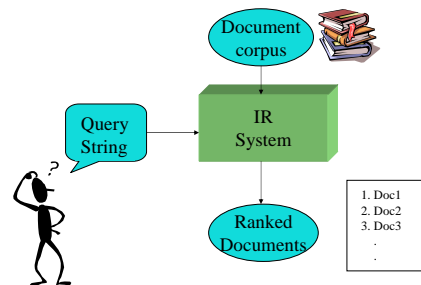 Document
corpus
Query
String
IR
System
?
Ranked
Documents
1. Doc1
2. Doc2
3. Doc3
.
.